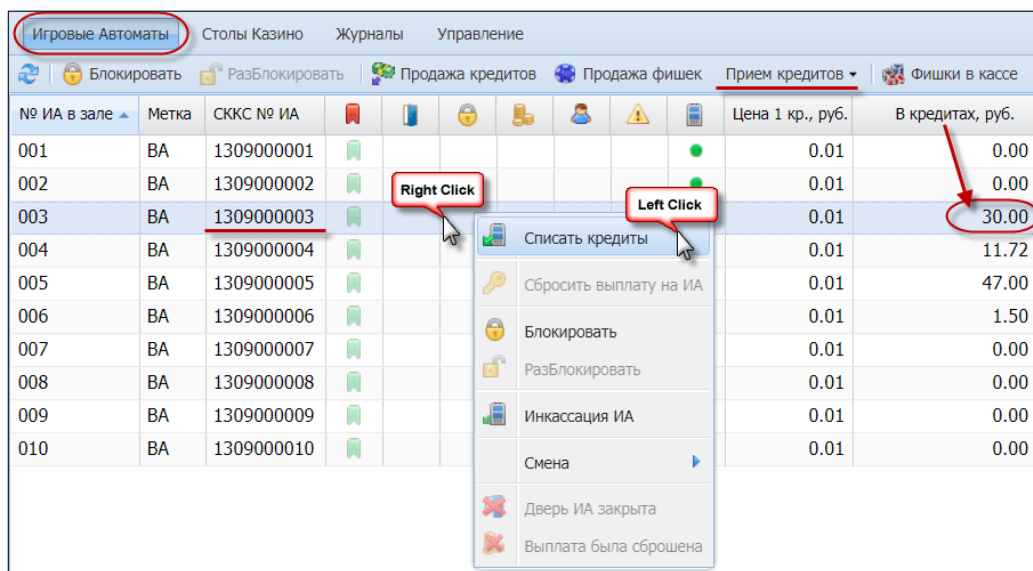 Игровые Автоматы Столы Казино Журналы Управление
Блокировать РазБлокировать Продажа кредитов Продажа фишек Прием кредитов Фишки в кассе
№ ИА в зале Метка СККС № ИА Цена 1 кр., руб. В кредитах, руб.
001 ВА 1309000001 0.01 0.00
002 ВА 1309000002 0.01 0.00
Right Click Left Click
003 ВА 1309000003 0.01 30.00
Списать кредиты
004 ВА 1309000004 0.01 11.72
005 ВА 1309000005 Сбросить выплату на ИА 0.01 47.00
006 ВА 1309000006 0.01 1.50
Блокировать
007 ВА 1309000007 0.01 0.00
РазБлокировать
008 ВА 1309000008 0.01 0.00
009 ВА 1309000009 Инкассация ИА 0.01 0.00
010 ВА 1309000010 0.01 0.00
Смена
Дверь ИА закрыта
Выплата была сброшена